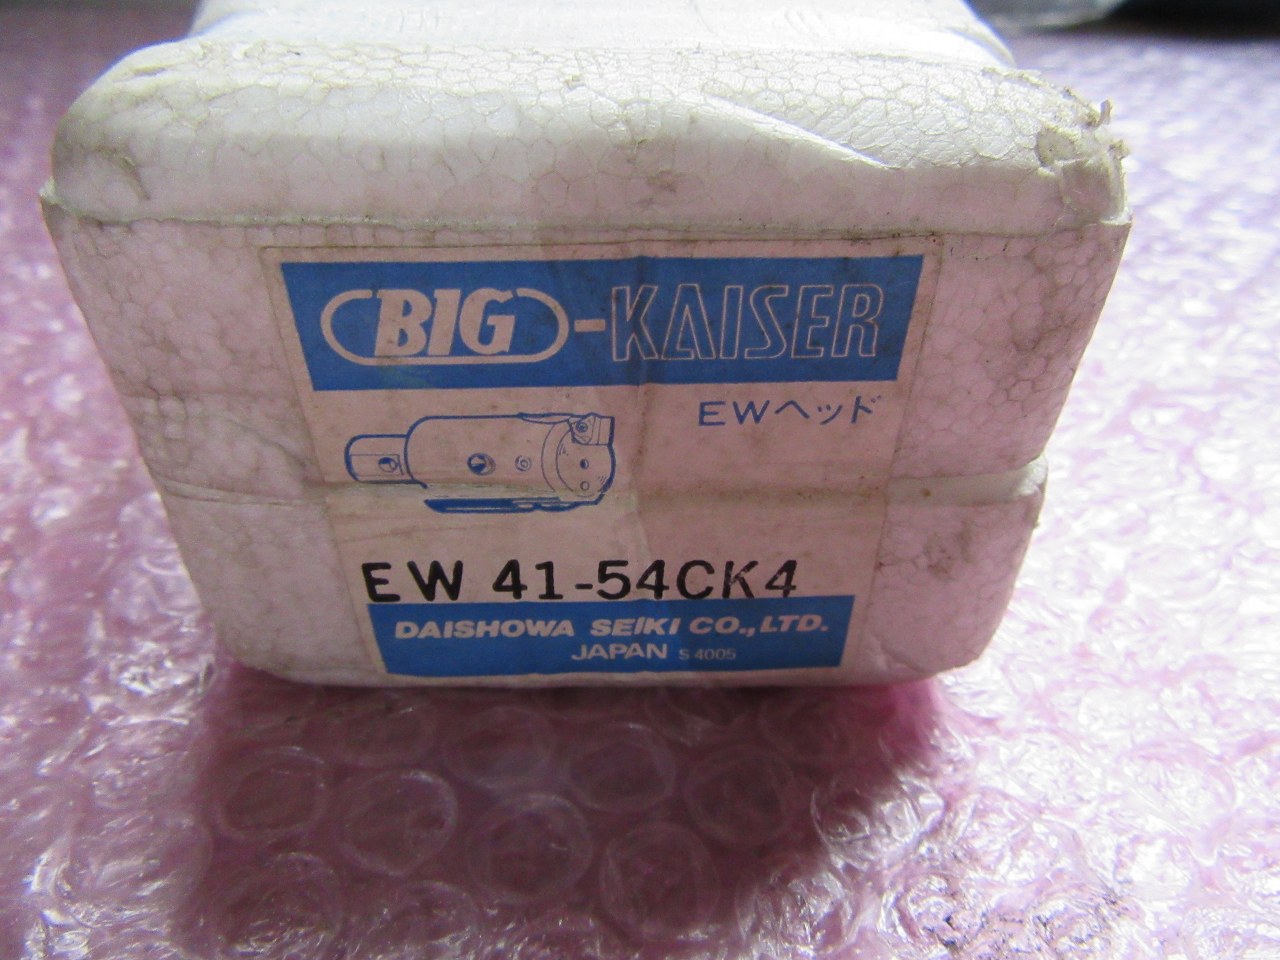 BIG-KAISER
EWヘッド
EW 41-54CK4
DAISHOWA SEIKI CO.,LTD.
JAPAN S 4005